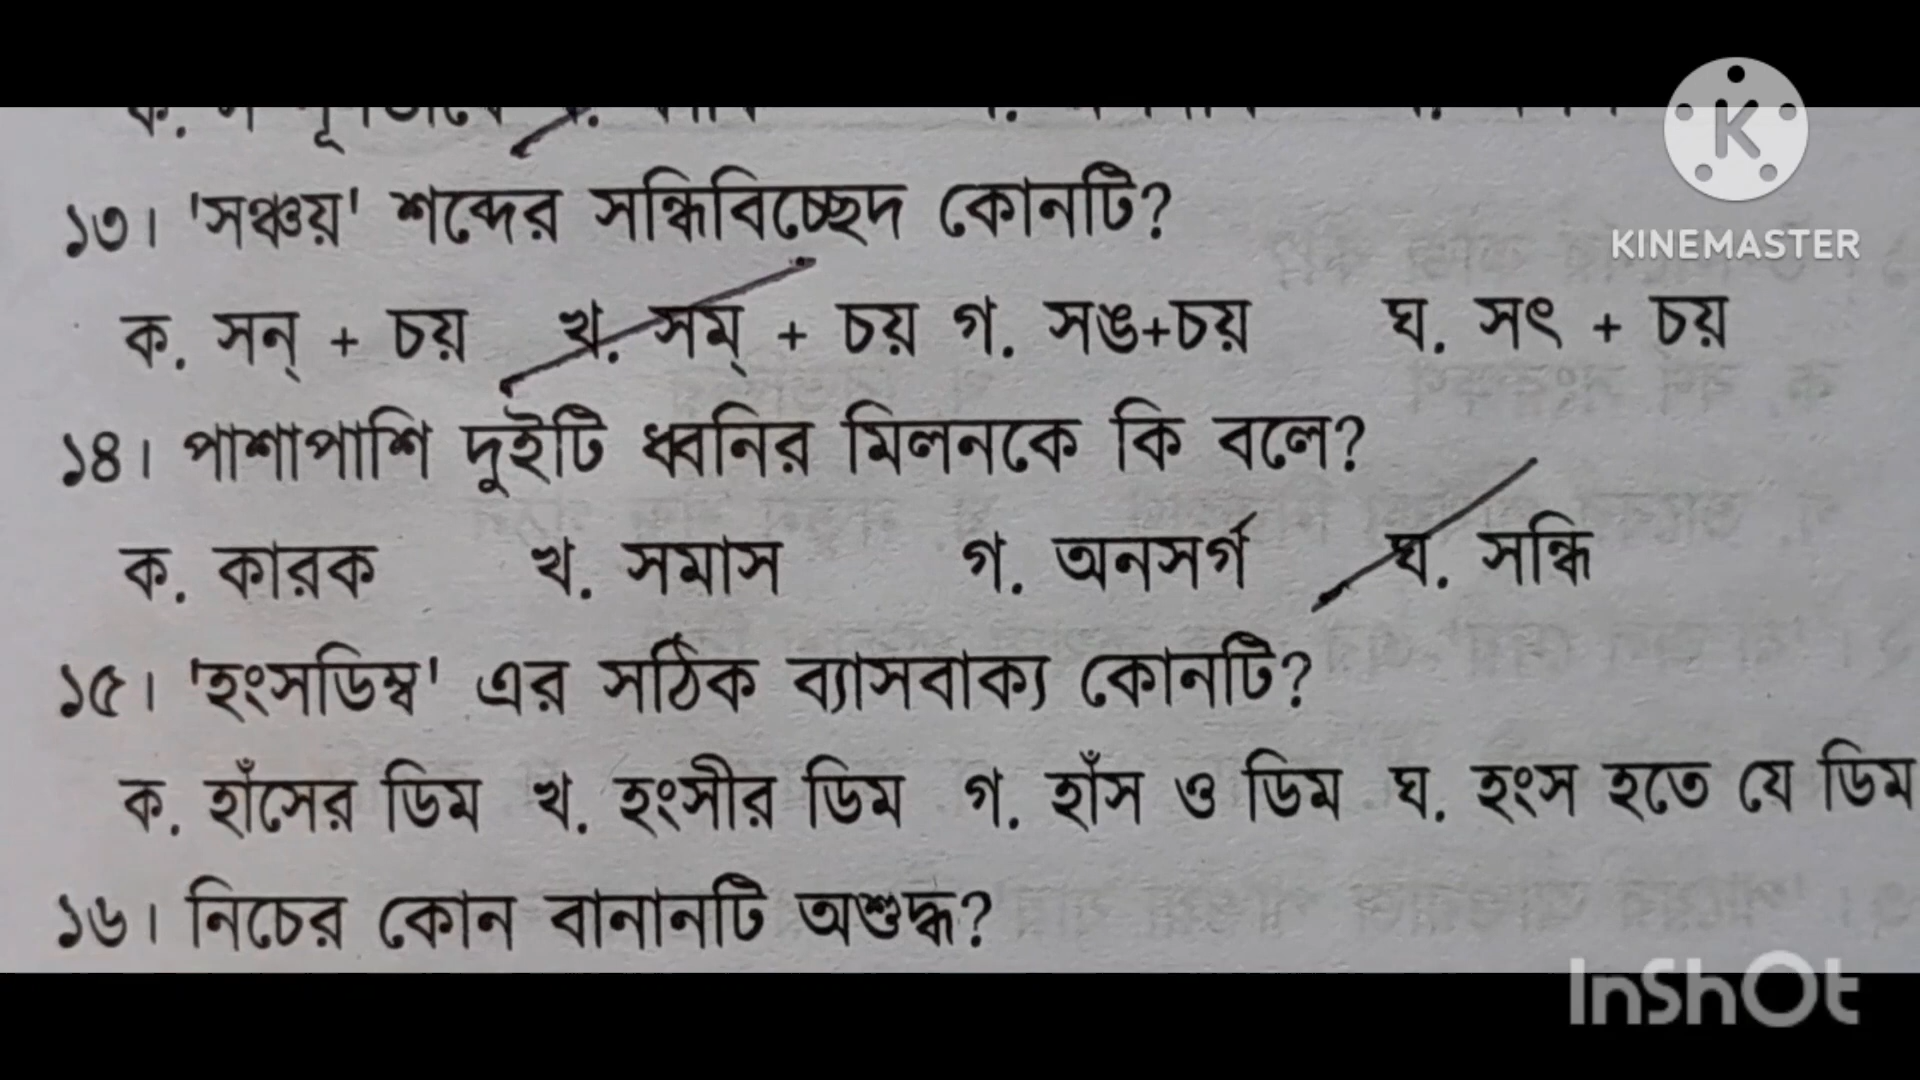 ১৩। 'সঞ্চয়' শব্দের সন্ধিবিচ্ছেদ কোনটি?
KINEMASTER
ক. সন্ + চয় খ. সম্ + চয় গ. সঙ+চয় ঘ. সৎ + চয়
১৪। পাশাপাশি দুইটি ধ্বনির মিলনকে কি বলে?
ক. কারক খ. সমাস গ. অনসর্গ ঘ. সন্ধি
১৫। 'হংসডিম্ব' এর সঠিক ব্যাসবাক্য কোনটি?
ক. হাঁসের ডিম খ. হংসীর ডিম গ. হাঁস ও ডিম ঘ. হংস হতে যে ডিম
১৬। নিচের কোন বানানটি অশুদ্ধ?
InShOt